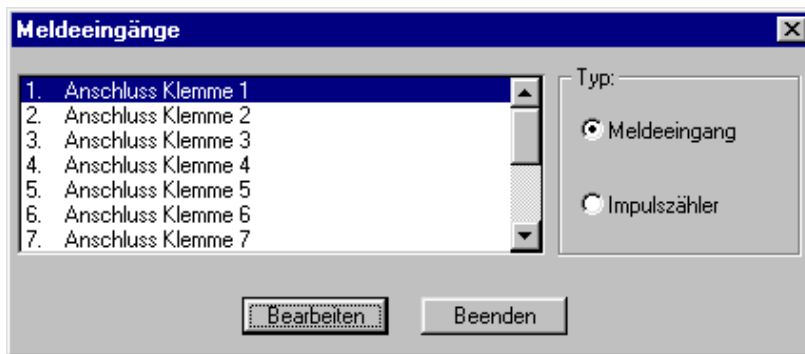 Meldeeingänge
1. Anschluss Klemme 1
2. Anschluss Klemme 2
3. Anschluss Klemme 3
4. Anschluss Klemme 4
5. Anschluss Klemme 5
6. Anschluss Klemme 6
7. Anschluss Klemme 7
Typ:
Meldeeingang
Impulszähler
Bearbeiten
Beenden